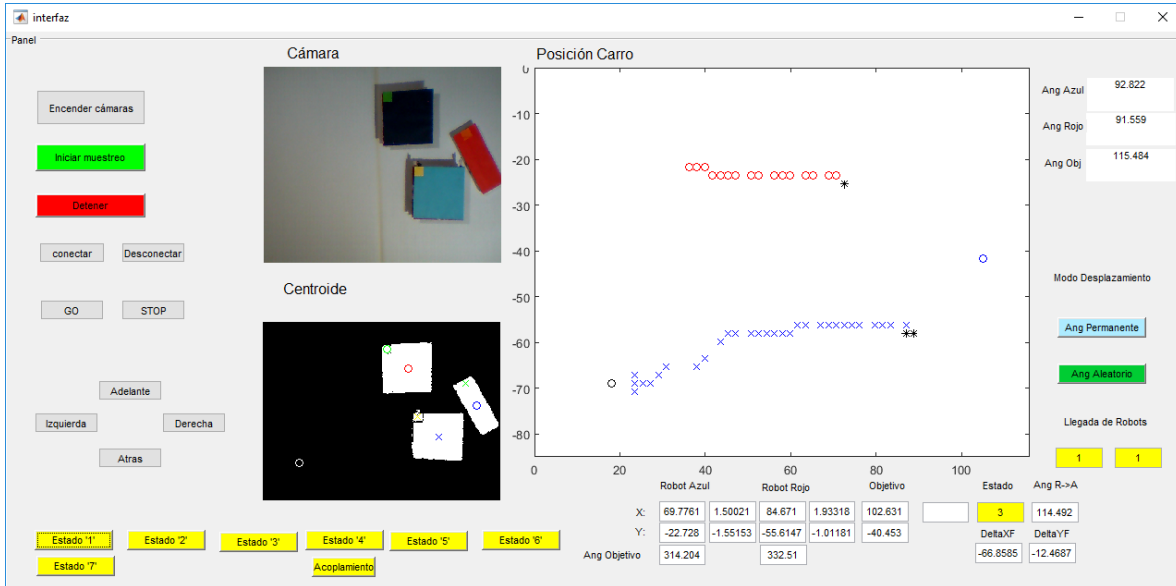 interfaz
Panel
Cámara
Posición Carro
Encender cámaras
Iniciar muestreo
Detener
conectar
Desconectar
GO
STOP
Adelante
Izquierda
Derecha
Atras
Centroide
0
-10
-20
-30
-40
-50
-60
-70
-80
0
20
40
60
80
100
Ang Azul
92.822
Ang Rojo
91.559
Ang Obj
115.484
Modo Desplazamiento
Ang Permanente
Ang Aleatorio
Llegada de Robots
1
1
Robot Azul
Robot Rojo
Objetivo
Estado
Ang R->A
X:
69.7761
1.50021
84.671
1.93318
102.631
3
114.492
Y:
-22.728
-1.55153
-55.6147
-1.01181
-40.453
DeltaXF
DeltaYF
Ang Objetivo
314.204
332.51
-66.8585
-12.4687
Estado '1'
Estado '2'
Estado '3'
Estado '4'
Estado '5'
Estado '6'
Estado '7'
Acoplamiento